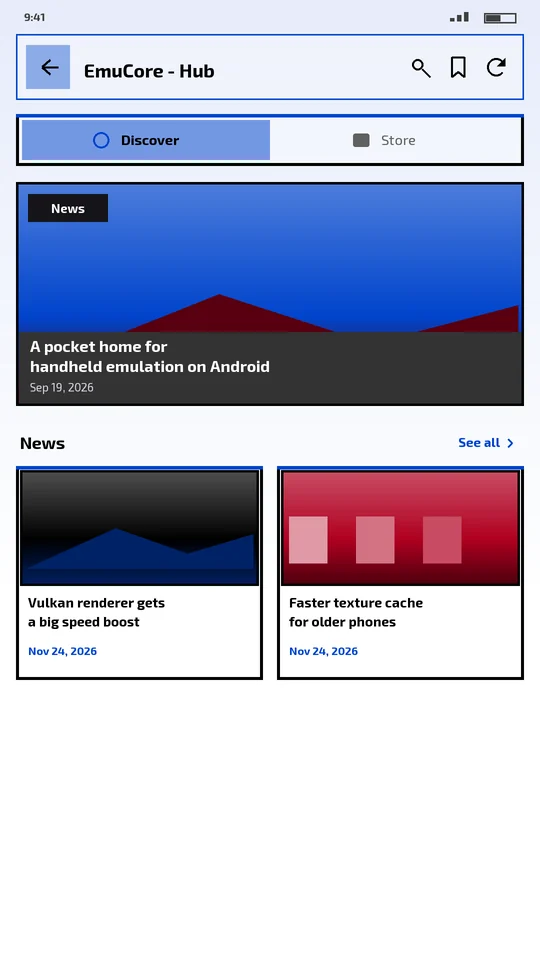 9:41
EmuCore - Hub
Discover
Store
News
A pocket home for
handheld emulation on Android
Sep 19, 2026
News
See all
Vulkan renderer gets
a big speed boost
Nov 24, 2026
Faster texture cache
for older phones
Nov 24, 2026